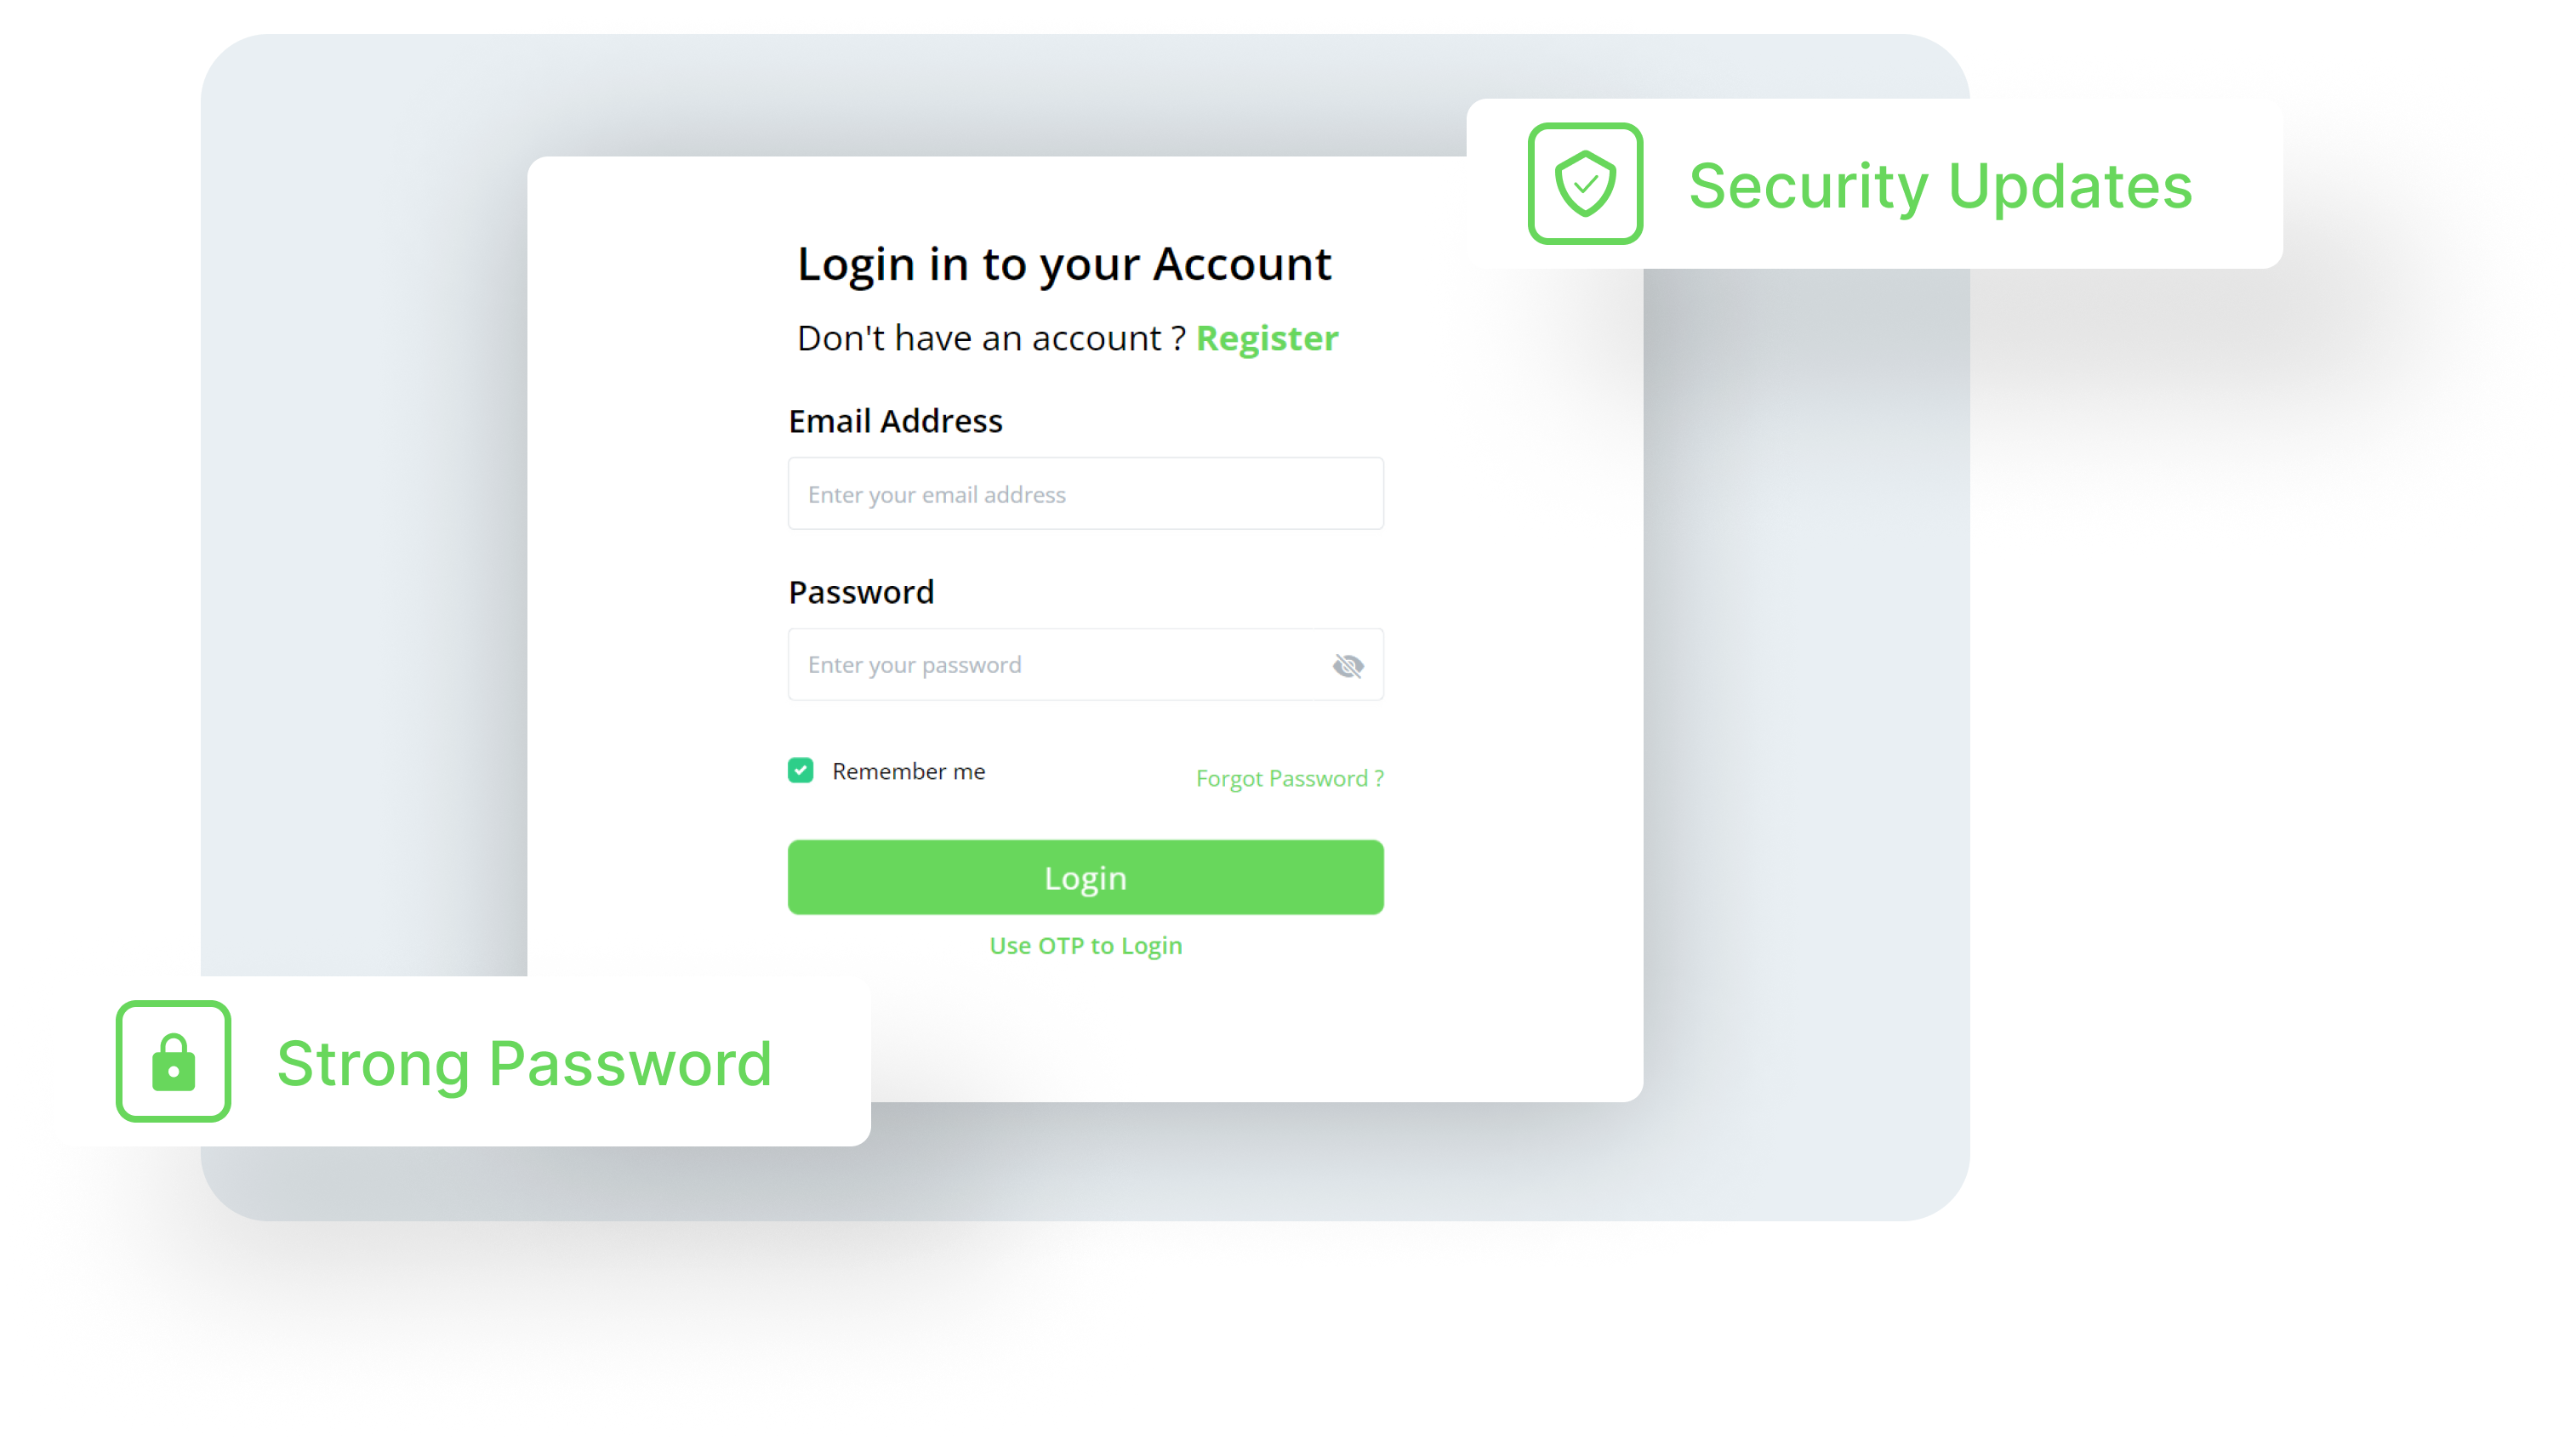 Security Updates
Login in to your Account
Don't have an account ? Register
Email Address
Enter your email address
Password
Enter your password
Remember me
Forgot Password ?
Login
Use OTP to Login
Strong Password